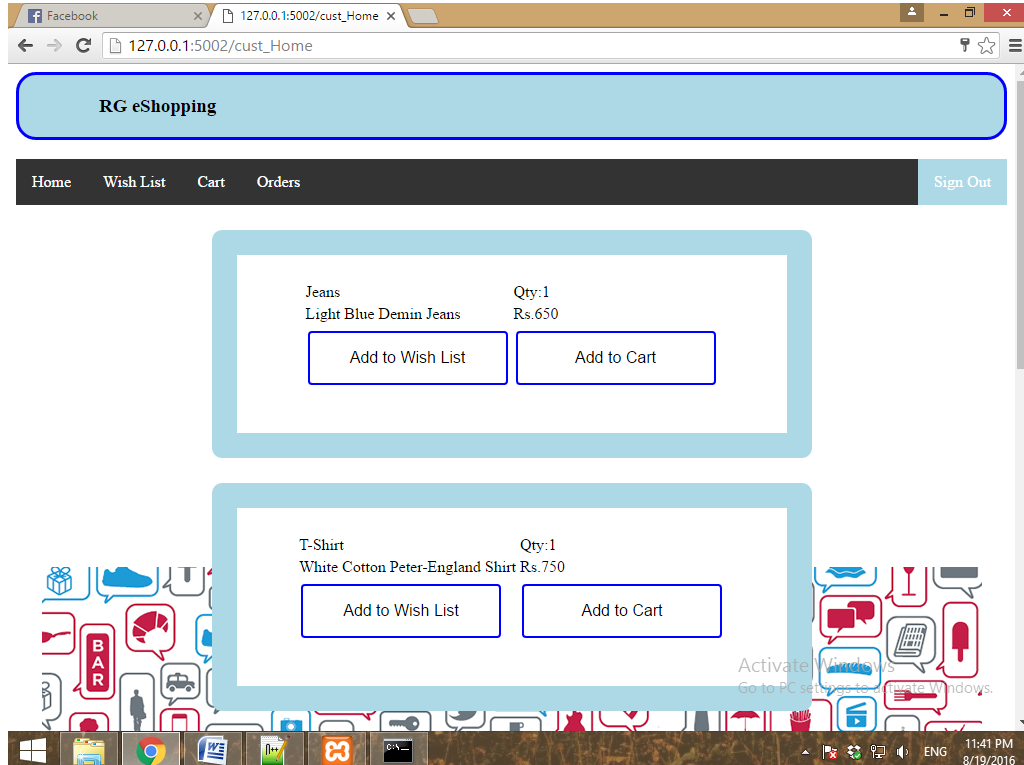 Facebook
127.0.0.1:5002/cust_Home
127.0.0.1:5002/cust_Home
RG eShopping
Home Wish List Cart Orders Sign Out
Jeans Qty:1
Light Blue Demin Jeans Rs.650
Add to Wish List Add to Cart
T-Shirt Qty:1
White Cotton Peter-England Shirt Rs.750
Add to Wish List Add to Cart
BAR
Activate Windows
Go to PC settings to activate Windows.
C:\
ENG
11:41 PM
8/19/2016